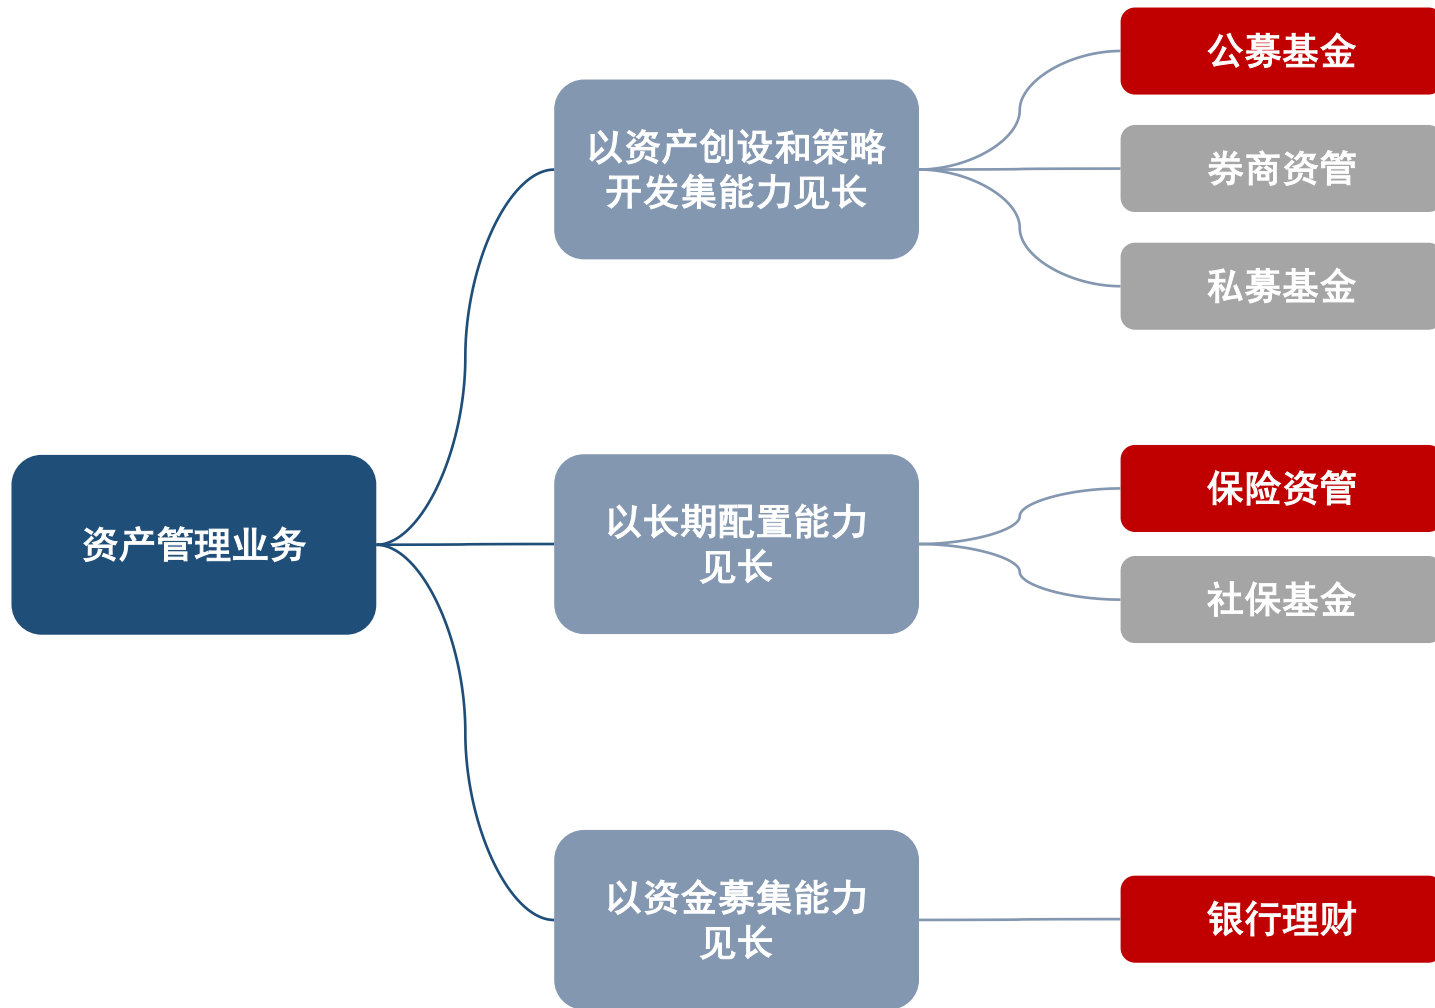 公募基金
以资产创设和策略
开发集能力见长
券商资管
私募基金
资产管理业务
以长期配置能力
见长
保险资管
社保基金
以资金募集能力
见长
银行理财